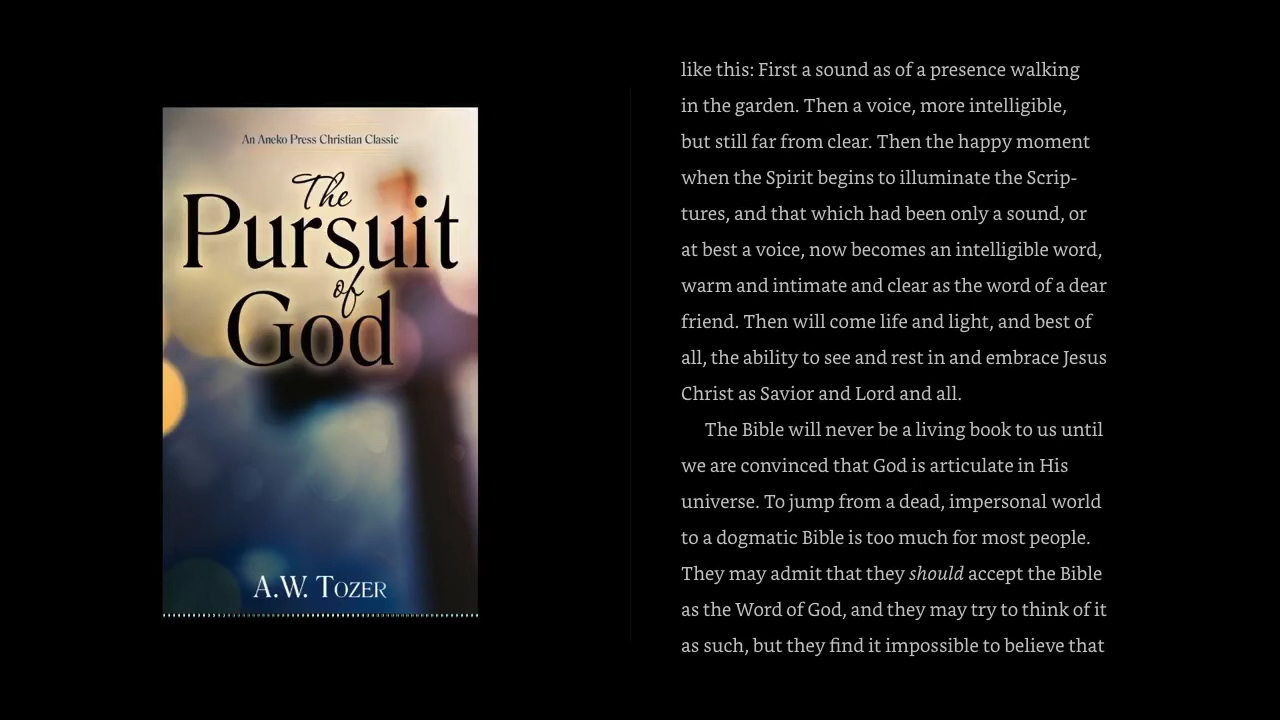 An Aneko Press Christian Classic
The
Pursuit
of
God
A.W. Tozer
like this: First a sound as of a presence walking
in the garden. Then a voice, more intelligible,
but still far from clear. Then the happy moment
when the Spirit begins to illuminate the Scrip-
tures, and that which had been only a sound, or
at best a voice, now becomes an intelligible word,
warm and intimate and clear as the word of a dear
friend. Then will come life and light, and best of
all, the ability to see and rest in and embrace Jesus
Christ as Savior and Lord and all.
The Bible will never be a living book to us until
we are convinced that God is articulate in His
universe. To jump from a dead, impersonal world
to a dogmatic Bible is too much for most people.
They may admit that they should accept the Bible
as the Word of God, and they may try to think of it
as such, but they find it impossible to believe that